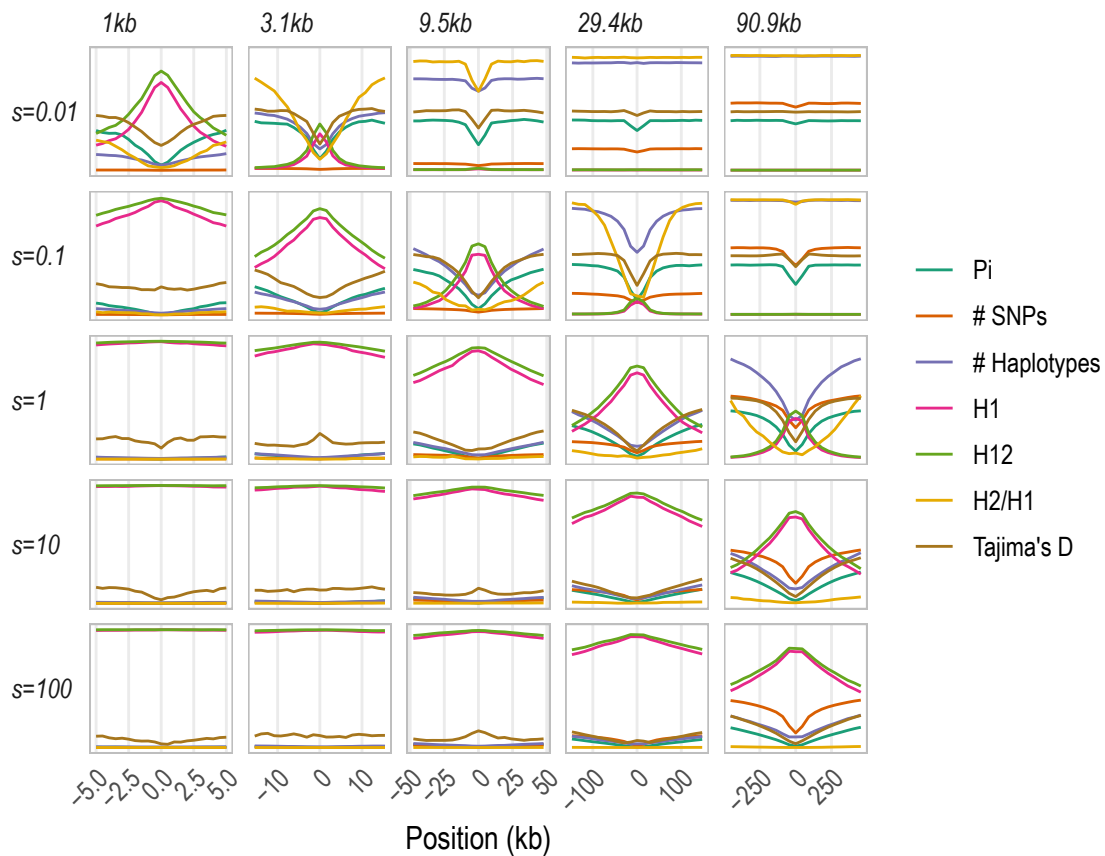 1kb 3.1kb 9.5kb 29.4kb 90.9kb
s=0.01
s=0.1
s=1
s=10
s=100
Pi
# SNPs
# Haplotypes
H1
H12
H2/H1
Tajima's D
−5.0 −2.5 0.0 2.5 5.0 −10 0 10 −50 −25 0 25 50 −100 0 100 −250 0 250
Position (kb)